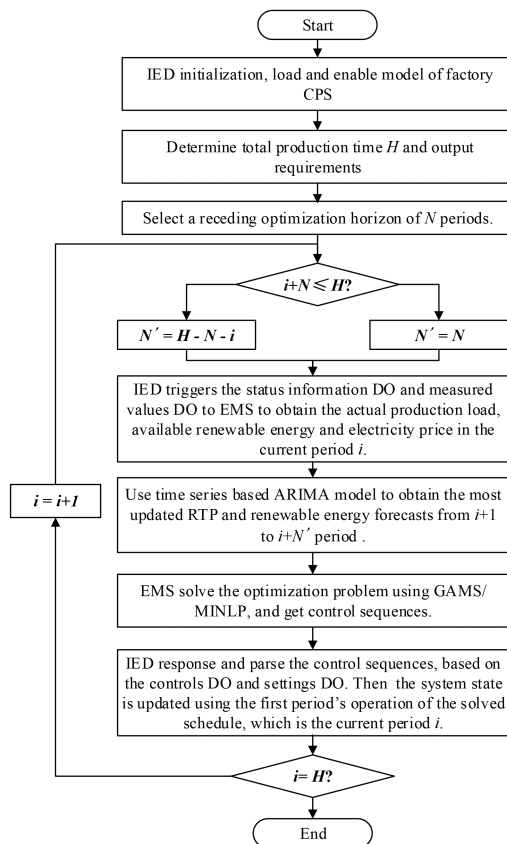 Start
IED initialization, load and enable model of factory
CPS
Determine total production time H and output
requirements
Select a receding optimization horizon of N periods.
i+N ≤ H?
N' = H - N - i
N' = N
IED triggers the status information DO and measured
values DO to EMS to obtain the actual production load,
available renewable energy and electricity price in the
current period i.
i = i+1
Use time series based ARIMA model to obtain the most
updated RTP and renewable energy forecasts from i+1
to i+N' period .
EMS solve the optimization problem using GAMS/
MINLP, and get control sequences.
IED response and parse the control sequences, based on
the controls DO and settings DO. Then the system state
is updated using the first period's operation of the solved
schedule, which is the current period i.
i= H?
End